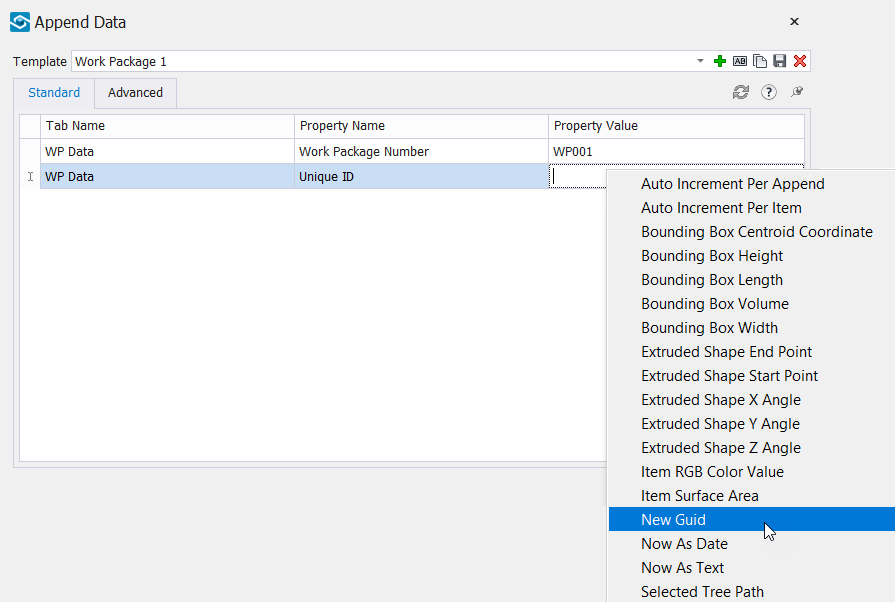 Append Data
Template Work Package 1 AB
Standard Advanced ?
Tab Name Property Name Property Value
WP Data Work Package Number WP001
WP Data Unique ID
Auto Increment Per Append
Auto Increment Per Item
Bounding Box Centroid Coordinate
Bounding Box Height
Bounding Box Length
Bounding Box Volume
Bounding Box Width
Extruded Shape End Point
Extruded Shape Start Point
Extruded Shape X Angle
Extruded Shape Y Angle
Extruded Shape Z Angle
Item RGB Color Value
Item Surface Area
New Guid
Now As Date
Now As Text
Selected Tree Path